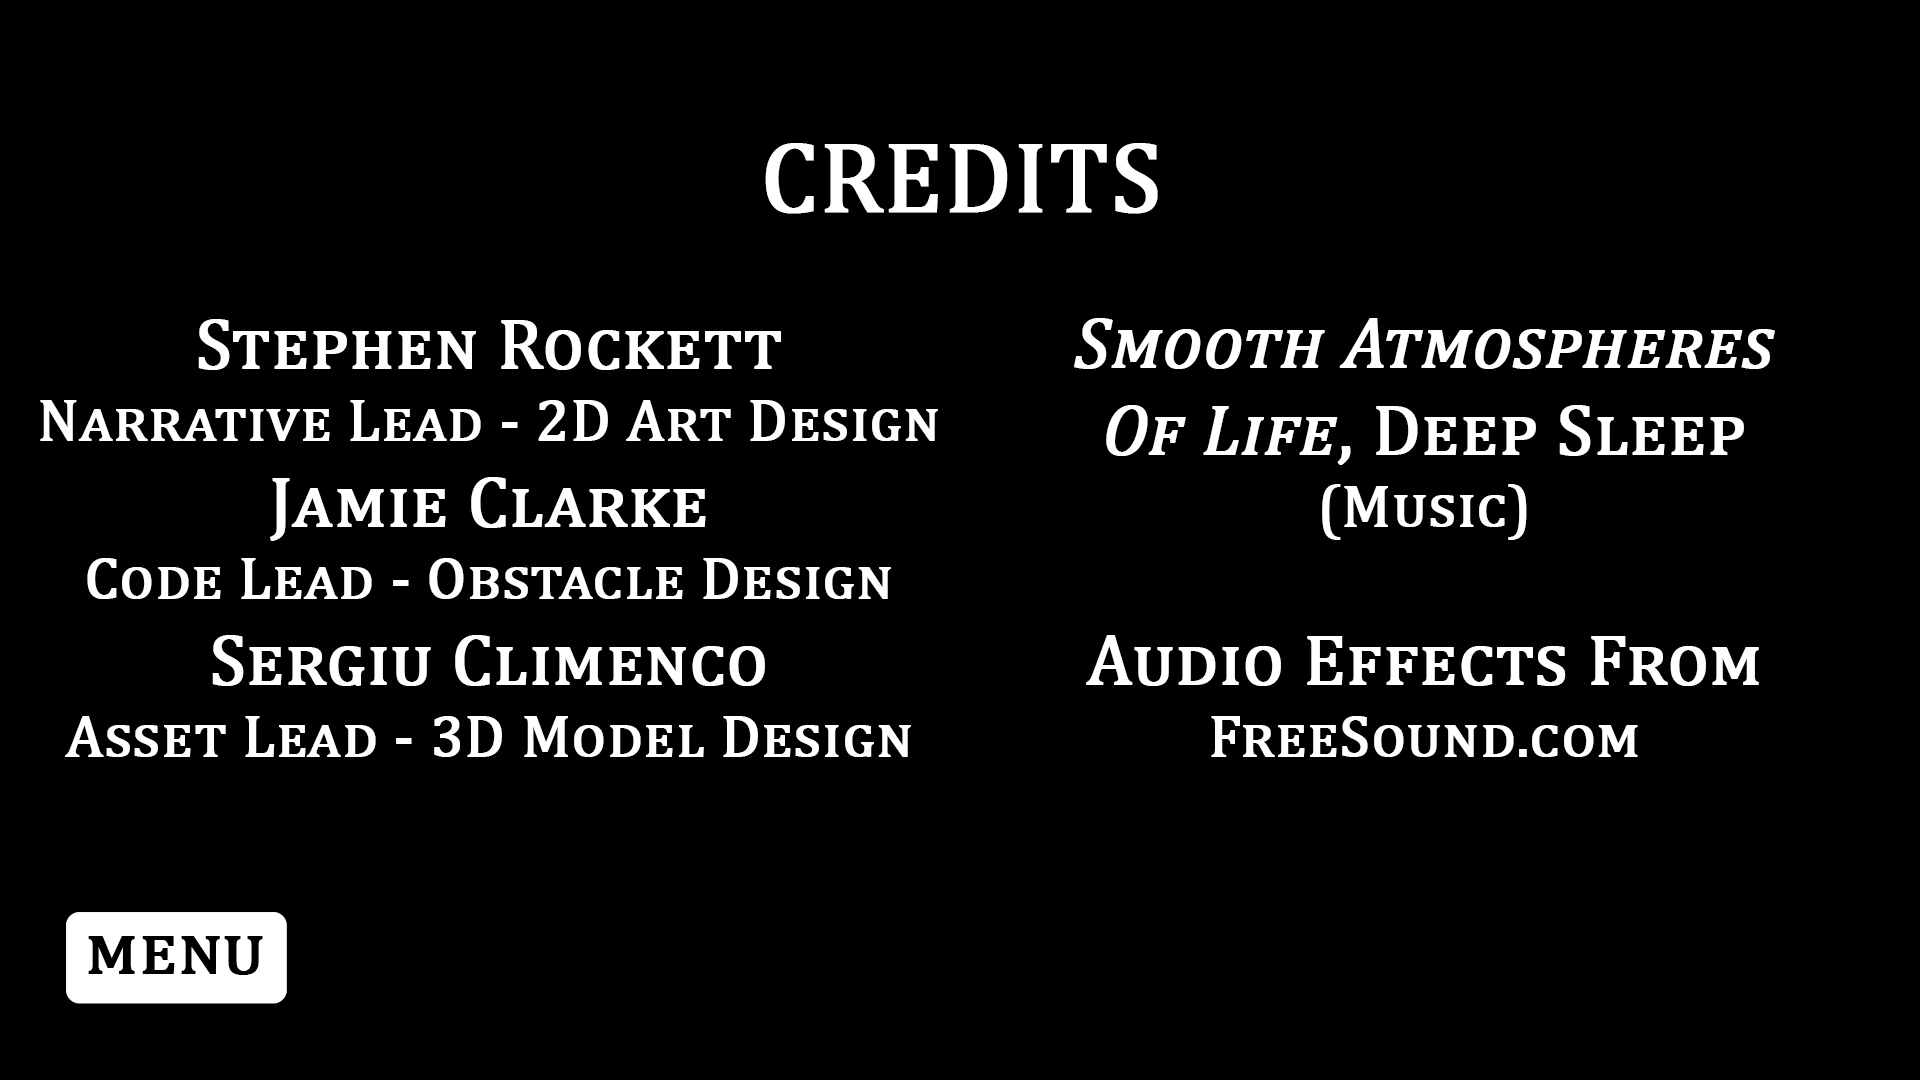 CREDITS
Stephen Rockett
Narrative Lead - 2D Art Design
Jamie Clarke
Code Lead - Obstacle Design
Sergiu Climenco
Asset Lead - 3D Model Design
Smooth Atmospheres
Of Life, Deep Sleep
(Music)
Audio Effects From
FreeSound.com
MENU